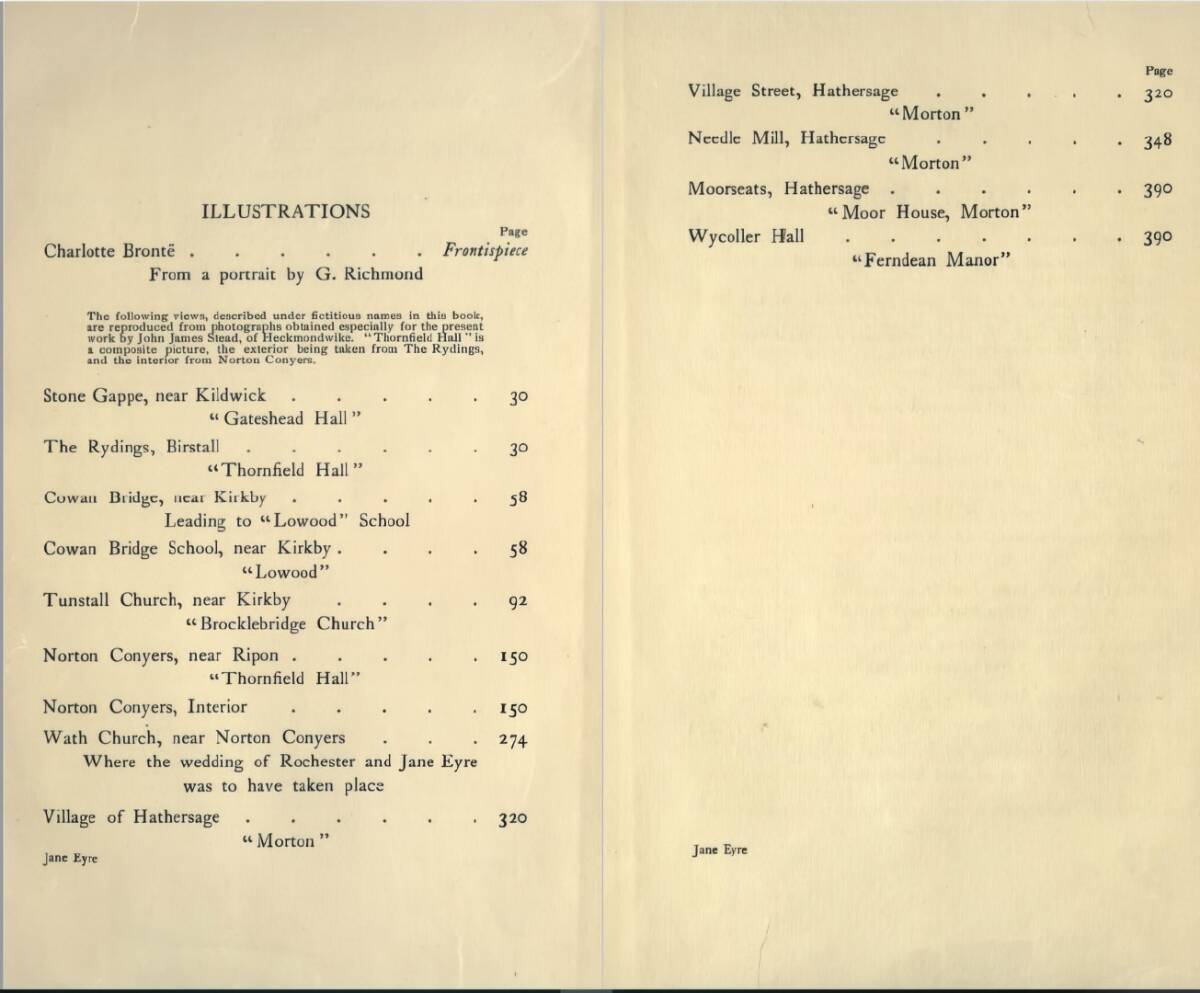 ILLUSTRATIONS
Page
Charlotte Brontë . . . . . . Frontispiece
From a portrait by G. Richmond
The following views, described under fictitious names in this book,
are reproduced from photographs obtained especially for the present
work by John James Stead, of Heckmondwike. "Thornfield Hall" is
a composite picture, the exterior being taken from The Rydings,
and the interior from Norton Conyers.
Stone Gappe, near Kildwick . . . . . 30
"Gateshead Hall"
The Rydings, Birstall . . . . . . 30
"Thornfield Hall"
Cowan Bridge, near Kirkby . . . . . 58
Leading to "Lowood" School
Cowan Bridge School, near Kirkby . . . . 58
"Lowood"
Tunstall Church, near Kirkby . . . . 92
"Brocklebridge Church"
Norton Conyers, near Ripon . . . . . 150
"Thornfield Hall"
Norton Conyers, Interior . . . . . 150
Wath Church, near Norton Conyers . . . 274
Where the wedding of Rochester and Jane Eyre
was to have taken place
Village of Hathersage . . . . . . 320
"Morton"
Jane Eyre
Page
Village Street, Hathersage . . . . . 320
"Morton"
Needle Mill, Hathersage . . . . . 348
"Morton"
Moorseats, Hathersage . . . . . . 390
"Moor House, Morton"
Wycoller Hall . . . . . . . 390
"Ferndean Manor"
Jane Eyre